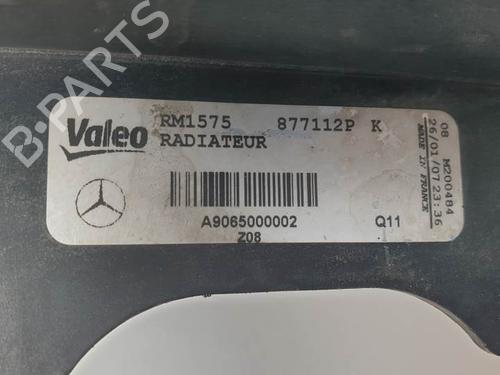 B-PARTS
Valeo
RM1575 877112P K
RADIATEUR
A9065000002 Q11
Z08
08 M200484
26/01/07 23:36
MADE IN FRANCE